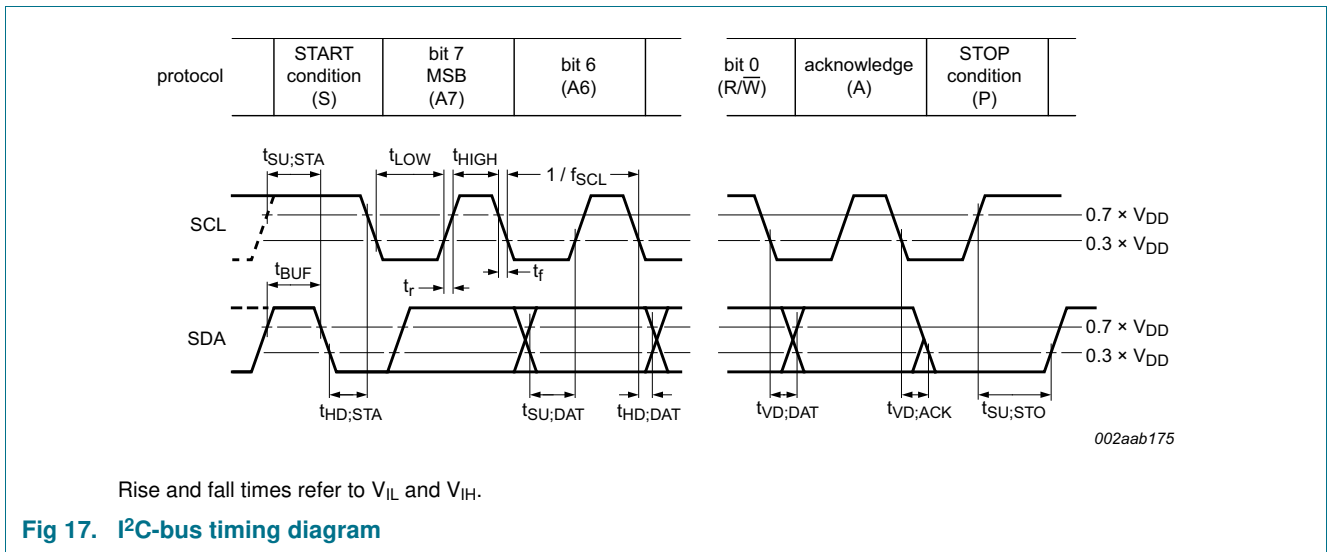 protocol
START
condition
(S)
bit 7
MSB
(A7)
bit 6
(A6)
bit 0
(R/W̅)
acknowledge
(A)
STOP
condition
(P)
tSU;STA
tLOW
tHIGH
1 / fSCL
SCL
0.7 × VDD
0.3 × VDD
tBUF
tr
tf
SDA
0.7 × VDD
0.3 × VDD
tHD;STA
tSU;DAT
tHD;DAT
tVD;DAT
tVD;ACK
tSU;STO
002aab175
Rise and fall times refer to VIL and VIH.
Fig 17. I²C-bus timing diagram